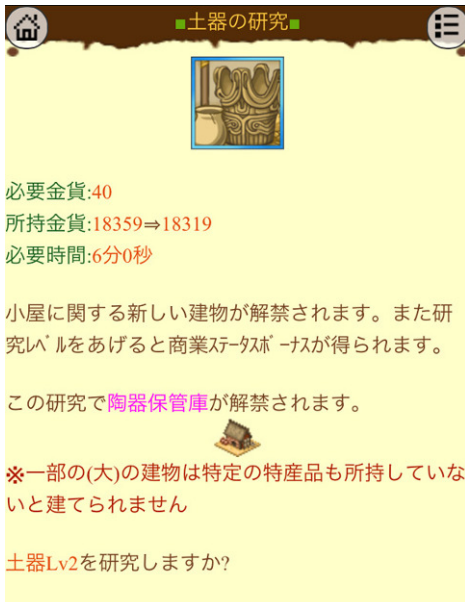 ■土器の研究■
必要金貨:40
所持金貨:18359⇒18319
必要時間:6分0秒
小屋に関する新しい建物が解禁されます。また研
究ﾚﾍﾞﾙをあげると商業ｽﾃｰﾀｽﾎﾞｰﾅｽが得られます。
この研究で陶器保管庫が解禁されます。
※一部の(大)の建物は特定の特産品も所持していな
いと建てられません
土器Lv2を研究しますか?